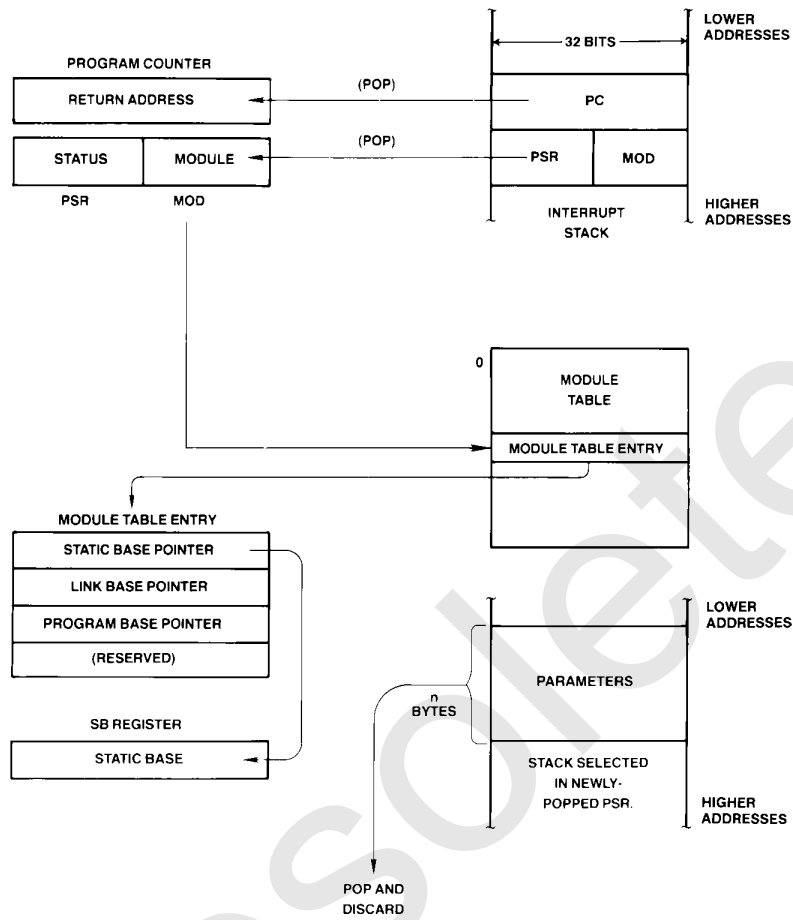 LOWER
ADDRESSES
32 BITS
PROGRAM COUNTER
RETURN ADDRESS
(POP)
PC
STATUS
MODULE
(POP)
PSR
MOD
PSR
MOD
INTERRUPT
STACK
HIGHER
ADDRESSES
0
MODULE
TABLE
MODULE TABLE ENTRY
MODULE TABLE ENTRY
STATIC BASE POINTER
LINK BASE POINTER
PROGRAM BASE POINTER
(RESERVED)
LOWER
ADDRESSES
PARAMETERS
n
BYTES
SB REGISTER
STATIC BASE
STACK SELECTED
IN NEWLY-
POPPED PSR.
HIGHER
ADDRESSES
POP AND
DISCARD
solete